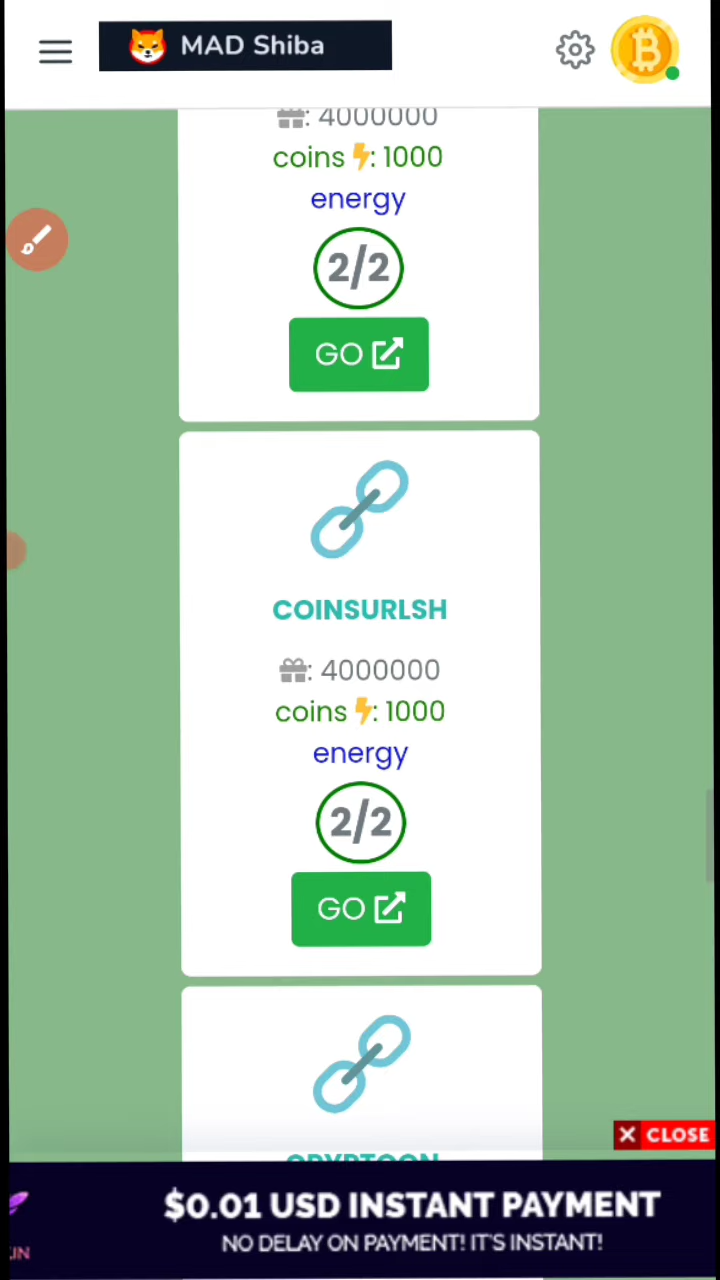 MAD Shiba
: 4000000
coins ⚡: 1000
energy
2/2
GO
COINSURLSH
: 4000000
coins ⚡: 1000
energy
2/2
GO
X CLOSE
$0.01 USD INSTANT PAYMENT
NO DELAY ON PAYMENT! IT'S INSTANT!